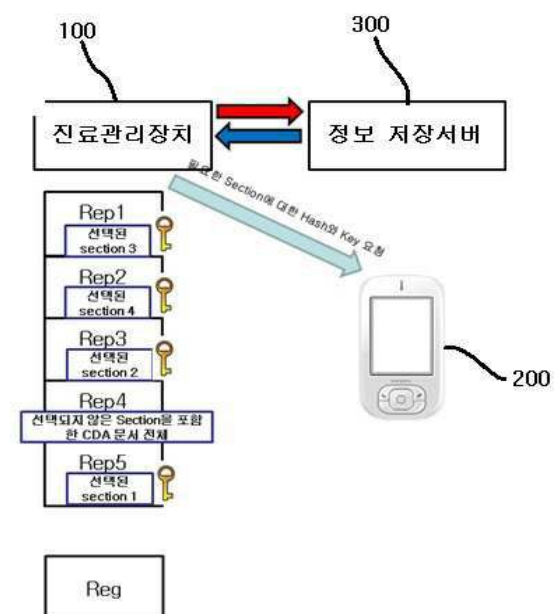 100
300
진료관리장치
정보 저장서버
필요한 Section에 대한 Hash와 Key 요청
Rep1
선택된
section 3
Rep2
선택된
section 4
Rep3
선택된
section 2
Rep4
선택되지 않은 Section을 포함
한 CDA 문서 전체
Rep5
선택된
section 1
200
Reg